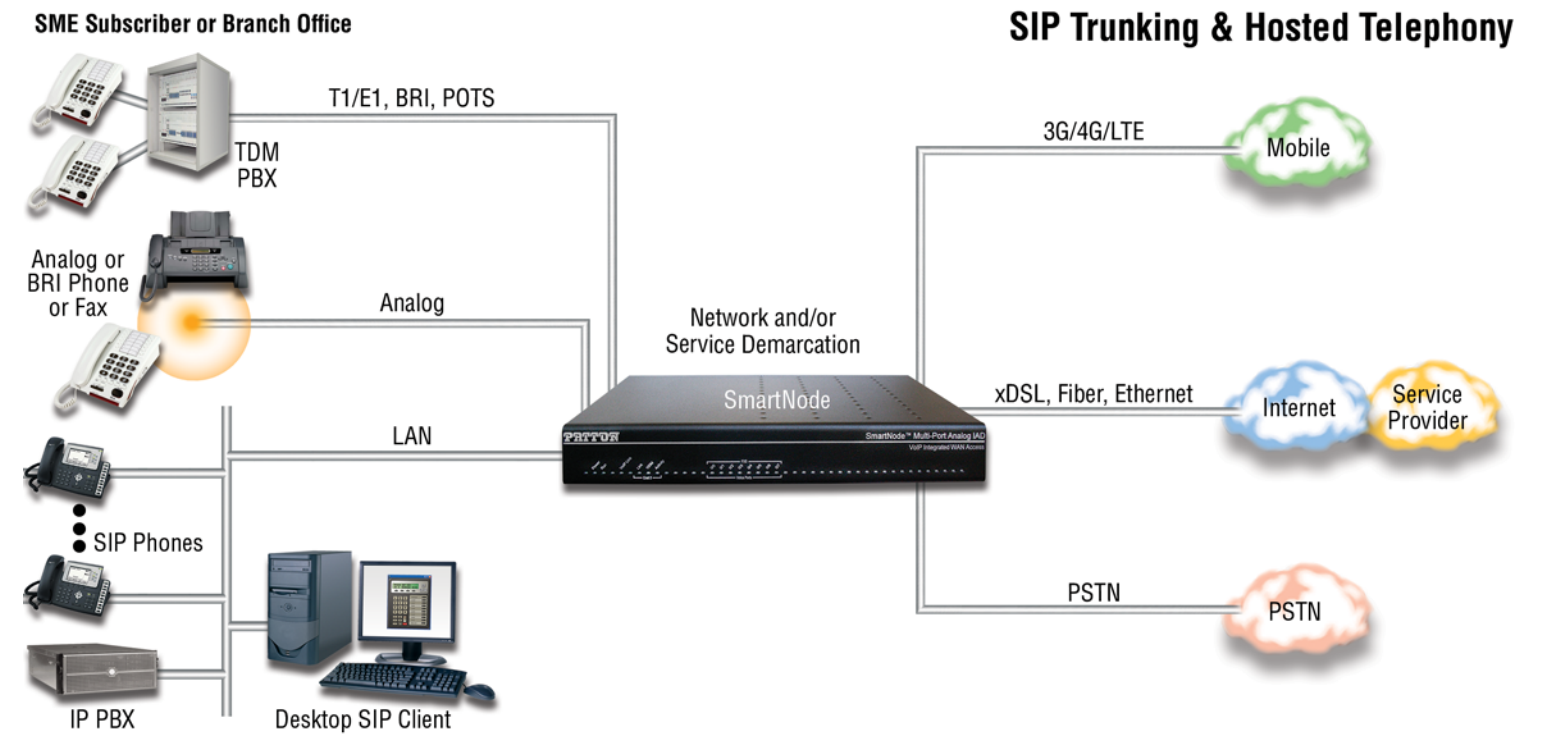 SME Subscriber or Branch Office
SIP Trunking & Hosted Telephony
T1/E1, BRI, POTS
TDM
PBX
3G/4G/LTE
Mobile
Analog or
BRI Phone
or Fax
Analog
Network and/or
Service Demarcation
SmartNode
PATTON
SmartNode™ Multi-Port Analog IAD
VoIP Integrated WAN Access
xDSL, Fiber, Ethernet
Internet
Service
Provider
LAN
SIP Phones
PSTN
PSTN
IP PBX
Desktop SIP Client